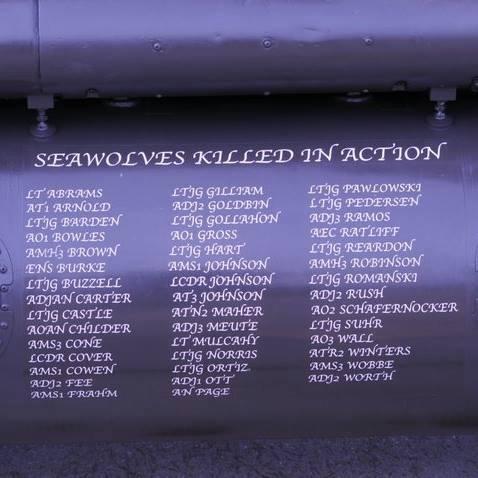 SEAWOLVES KILLED IN ACTION
LT ABRAMS
AT1 ARNOLD
LTJG BARDEN
AO1 BOWLES
AMH3 BROWN
ENS BURKE
LTJG BUZZELL
ADJAN CARTER
LTJG CASTLE
AOAN CHILDER
AMS3 CONE
LCDR COVER
AMS1 COWEN
ADJ2 FEE
AMS1 FRAHM
LTJG GILLIAM
ADJ2 GOLDBIN
LTJG GOLLAHON
AO1 GROSS
LTJG HART
AMS1 JOHNSON
LCDR JOHNSON
AT3 JOHNSON
ATN2 MAHER
ADJ3 MEUTE
LT MULCAHY
LTJG NORRIS
LTJG ORTIZ
ADJ1 OTT
AN PAGE
LTJG PAWLOWSKI
LTJG PEDERSEN
ADJ3 RAMOS
AEC RATLIFF
LTJG REARDON
AMH3 ROBINSON
LTJG ROMANSKI
ADJ2 RUSH
AO2 SCHAFERNOCKER
LTJG SUHR
AO3 WALL
ATR2 WINTERS
AMS3 WOBBE
ADJ2 WORTH